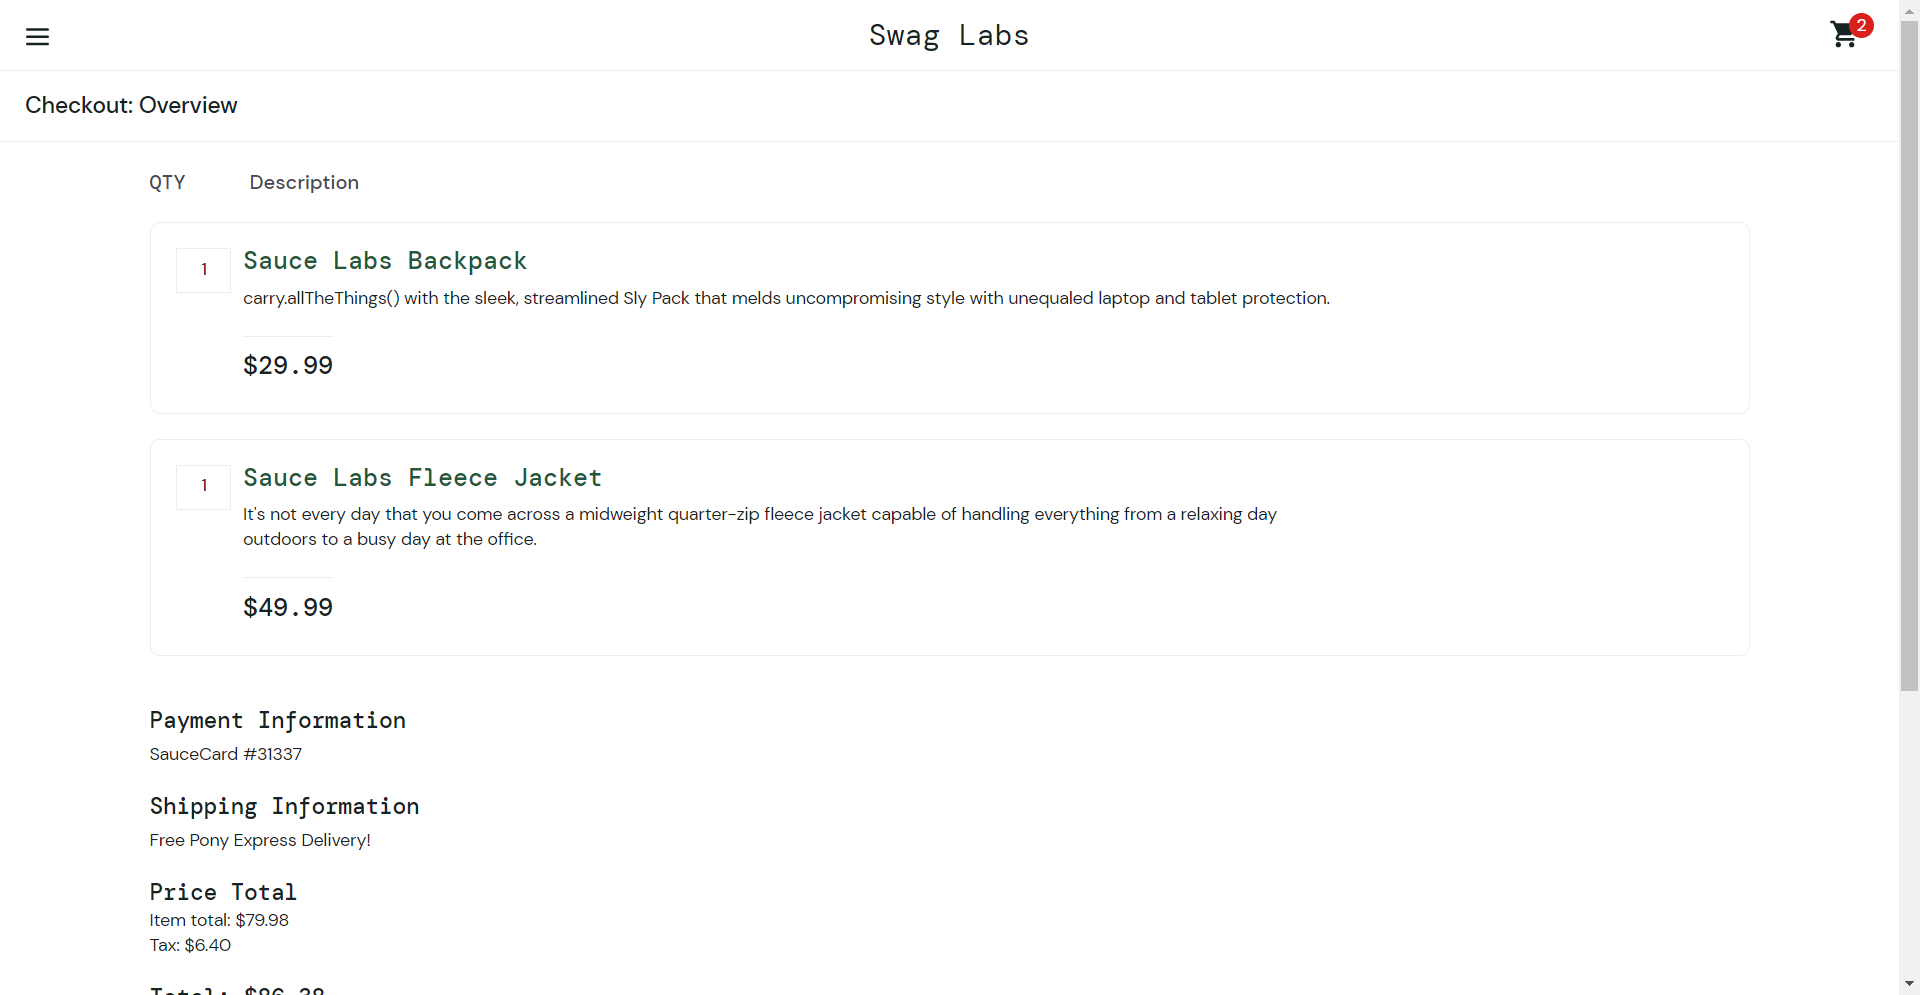 Swag Labs
2
Checkout: Overview
QTY Description
1
Sauce Labs Backpack
carry.allTheThings() with the sleek, streamlined Sly Pack that melds uncompromising style with unequaled laptop and tablet protection.
$29.99
1
Sauce Labs Fleece Jacket
It's not every day that you come across a midweight quarter-zip fleece jacket capable of handling everything from a relaxing day
outdoors to a busy day at the office.
$49.99
Payment Information
SauceCard #31337
Shipping Information
Free Pony Express Delivery!
Price Total
Item total: $79.98
Tax: $6.40
Total: $86.38